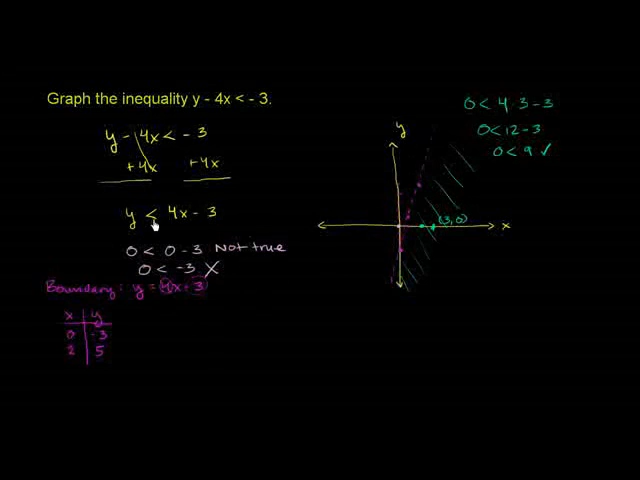 Graph the inequality y - 4x < - 3.
y - 4x < - 3
+4x +4x
y < 4x - 3
0 < 0 - 3 Not true
0 < -3 X
Boundary: y = 4x - 3
x y
0 -3
2 5
y
x
(3,0)
0 < 4·3 - 3
0 < 12 - 3
0 < 9 ✓